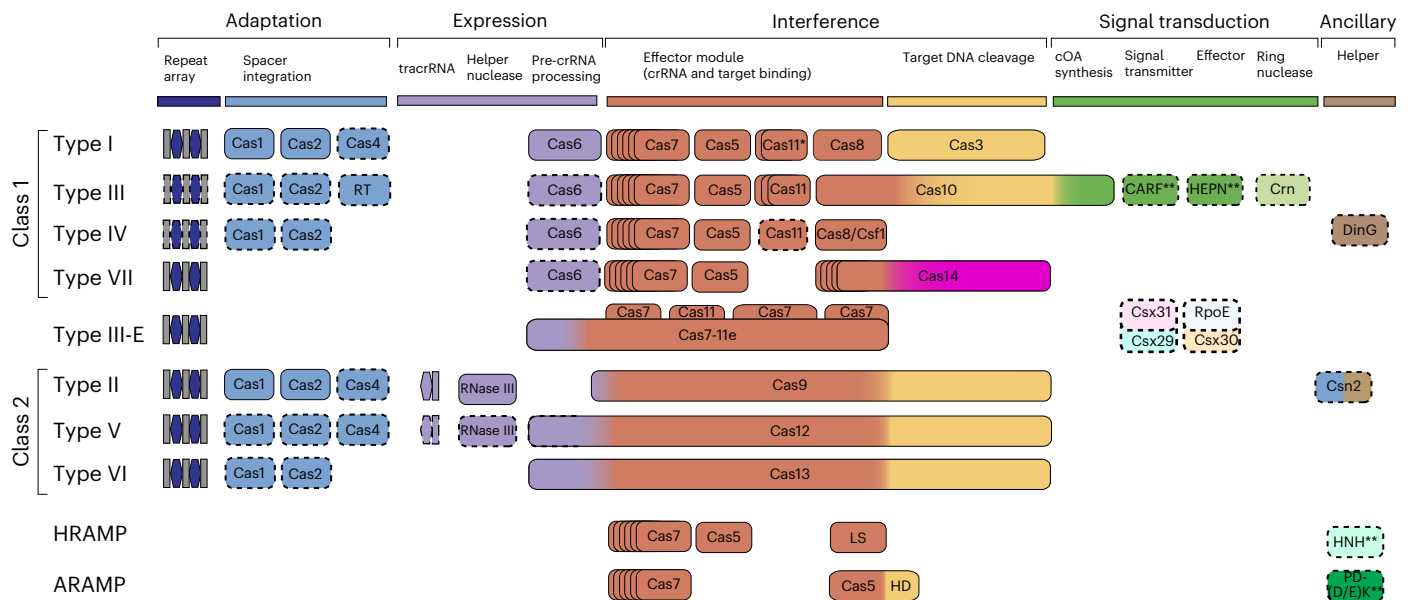 Adaptation Expression Interference Signal transduction Ancillary
Repeat array
Spacer integration
tracrRNA
Helper nuclease
Pre-crRNA processing
Effector module (crRNA and target binding)
Target DNA cleavage
cOA synthesis
Signal transmitter
Effector
Ring nuclease
Helper
Class 1
Type I Cas1 Cas2 Cas4 Cas6 Cas7 Cas5 Cas11* Cas8 Cas3
Type III Cas1 Cas2 RT Cas6 Cas7 Cas5 Cas11 Cas10 CARF** HEPN** Crn
Type IV Cas1 Cas2 Cas6 Cas7 Cas5 Cas11 Cas8/Csf1 DinG
Type VII Cas6 Cas7 Cas5 Cas14
Cas7 Cas11 Cas7 Cas7 Csx31 RpoE
Type III-E Cas7-11e Csx29 Csx30
Class 2
Type II Cas1 Cas2 Cas4 RNase III Cas9 Csn2
Type V Cas1 Cas2 Cas4 RNase III Cas12
Type VI Cas1 Cas2 Cas13
HRAMP Cas7 Cas5 LS HNH**
ARAMP Cas7 Cas5 HD PD-(D/E)K**